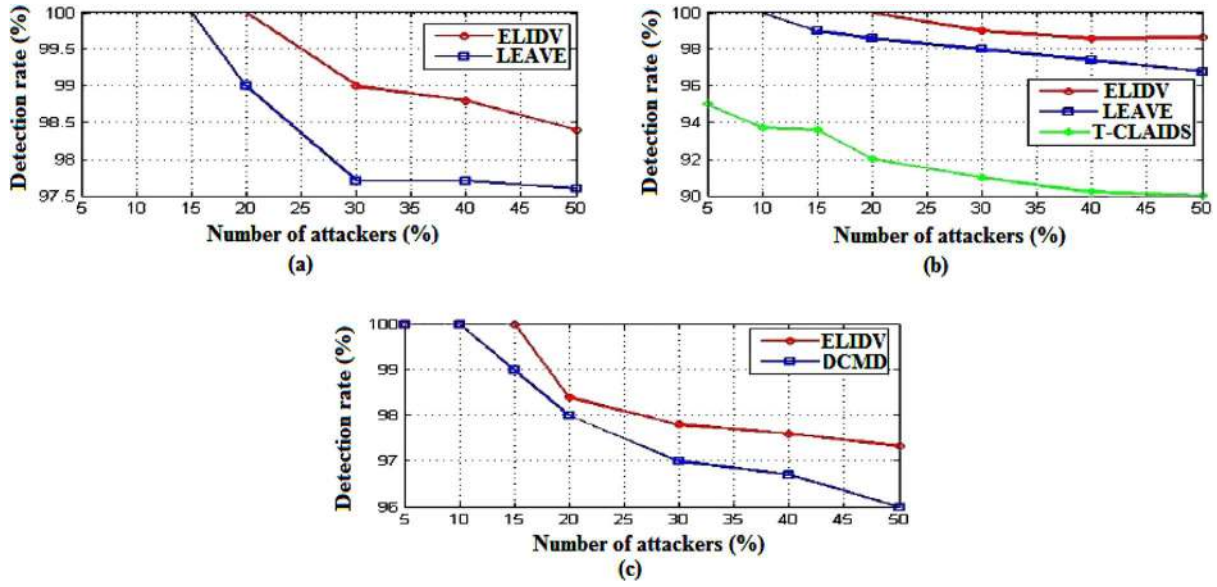 100
99.5
99
98.5
98
97.5
Detection rate (%)
ELIDV
LEAVE
5 10 15 20 25 30 35 40 45 50
Number of attackers (%)
(a)
100
98
96
94
92
90
Detection rate (%)
ELIDV
LEAVE
T-CLAIDS
5 10 15 20 25 30 35 40 45 50
Number of attackers (%)
(b)
100
99
98
97
96
Detection rate (%)
ELIDV
DCMD
5 10 15 20 25 30 35 40 45 50
Number of attackers (%)
(c)